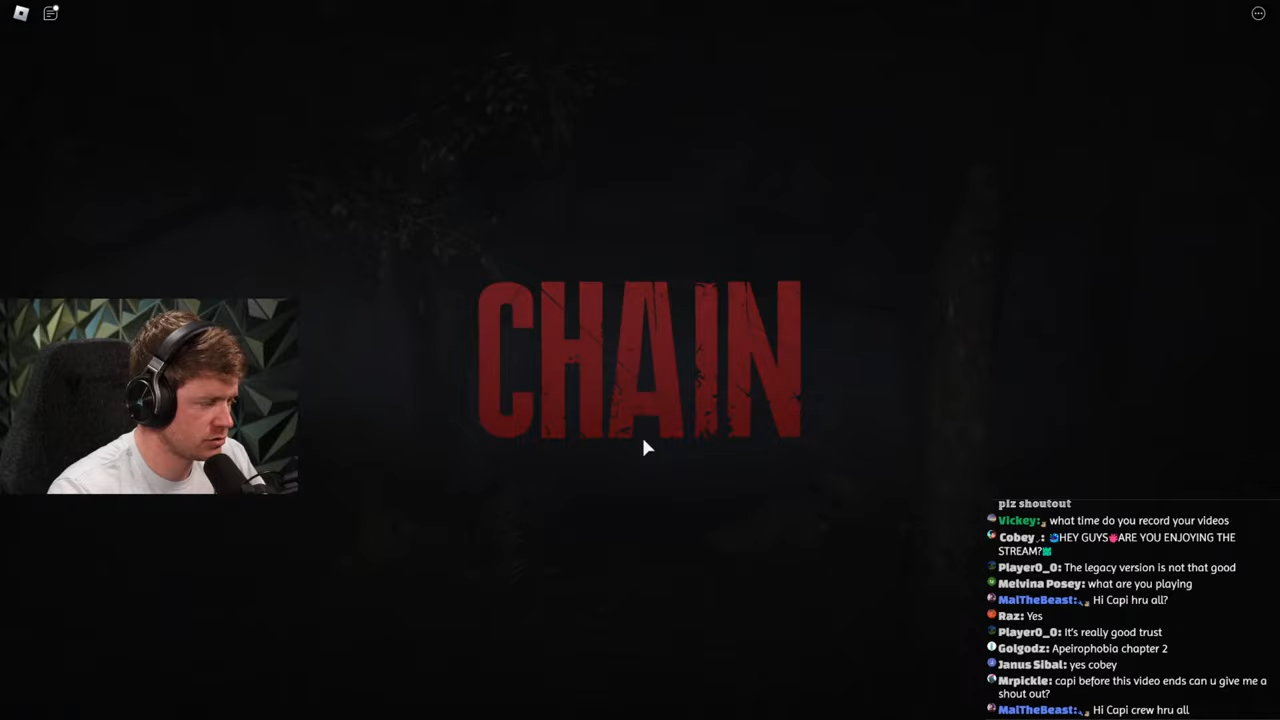 CHAIN
plz shoutout
Vickey: what time do you record your videos
Cobey: HEY GUYS ARE YOU ENJOYING THE
STREAM?
Player0_0: The legacy version is not that good
Melvina Posey: what are you playing
MalTheBeast: Hi Capi hru all?
Raz: Yes
Player0_0: It's really good trust
Golgodz: Apeirophobia chapter 2
Janus Sibal: yes cobey
Mrpickle: capi before this video ends can u give me a
shout out?
MalTheBeast: Hi Capi crew hru all